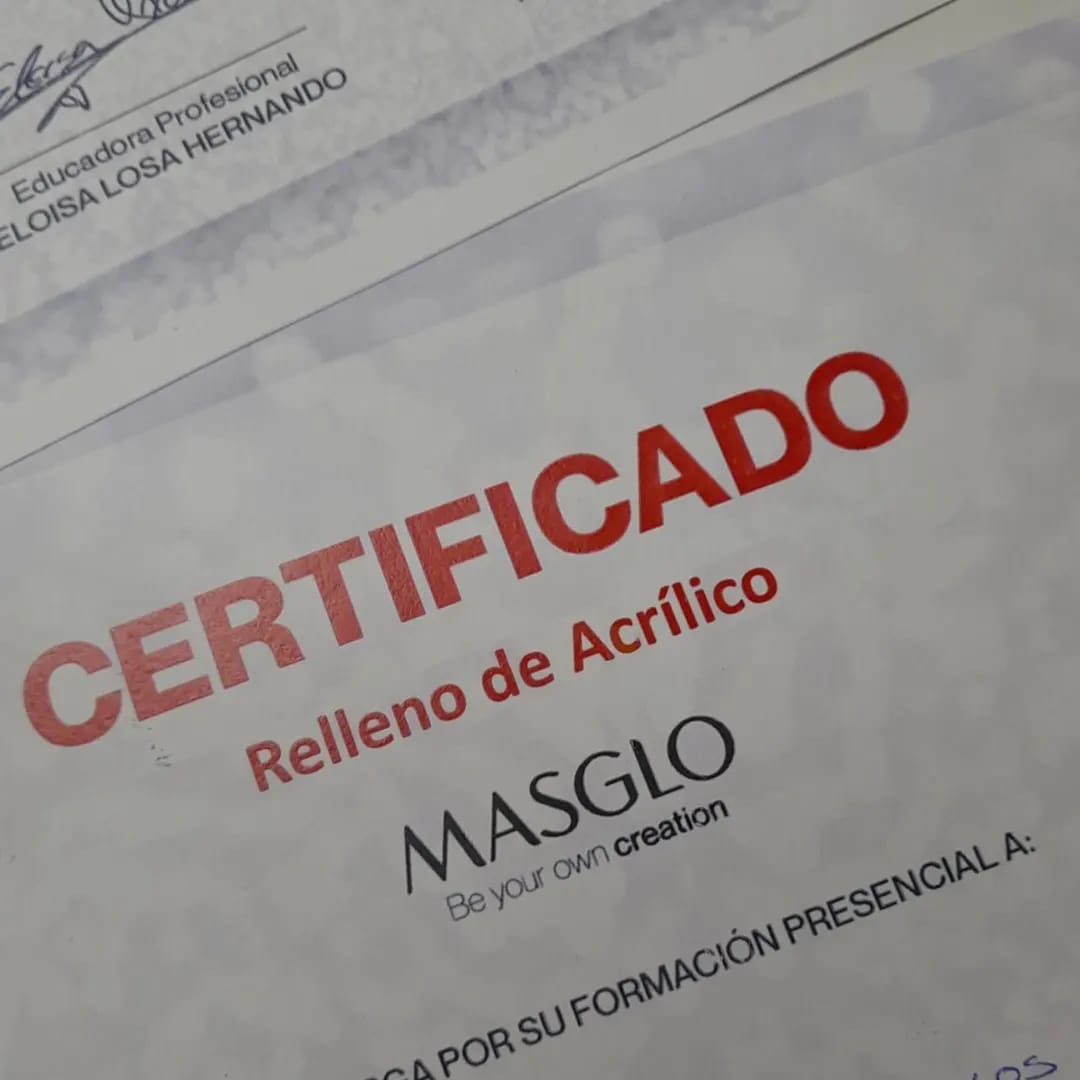 Educadora Profesional
ELOISA LOSA HERNANDO
CERTIFICADO
Relleno de Acrílico
MASGLO
Be your own creation
POR SU FORMACIÓN PRESENCIAL A: